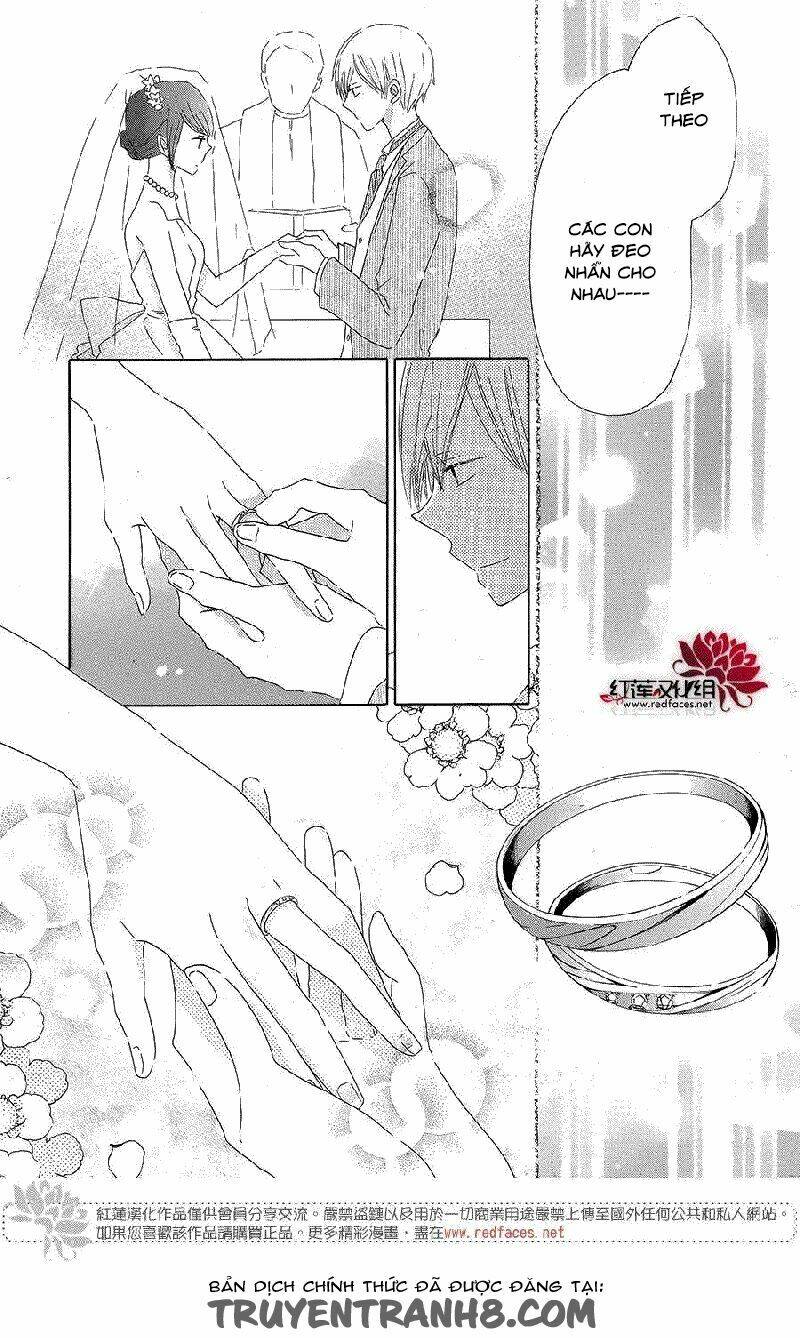 TIẾP
THEO
CÁC CON
HÃY ĐEO
NHẪN CHO
NHAU----
紅莲汉化组
www.redfaces.net
紅蓮漢化作品僅供會員分享交流。嚴禁盜鏈以及用於一切商業用途嚴禁上傳至國外任何公共和私人網站。
如果您喜歡該作品請購買正品。更多精彩漫畫，盡在www.redfaces.net
BẢN DỊCH CHÍNH THỨC ĐÃ ĐƯỢC ĐĂNG TẠI:
TRUYENTRANH8.COM